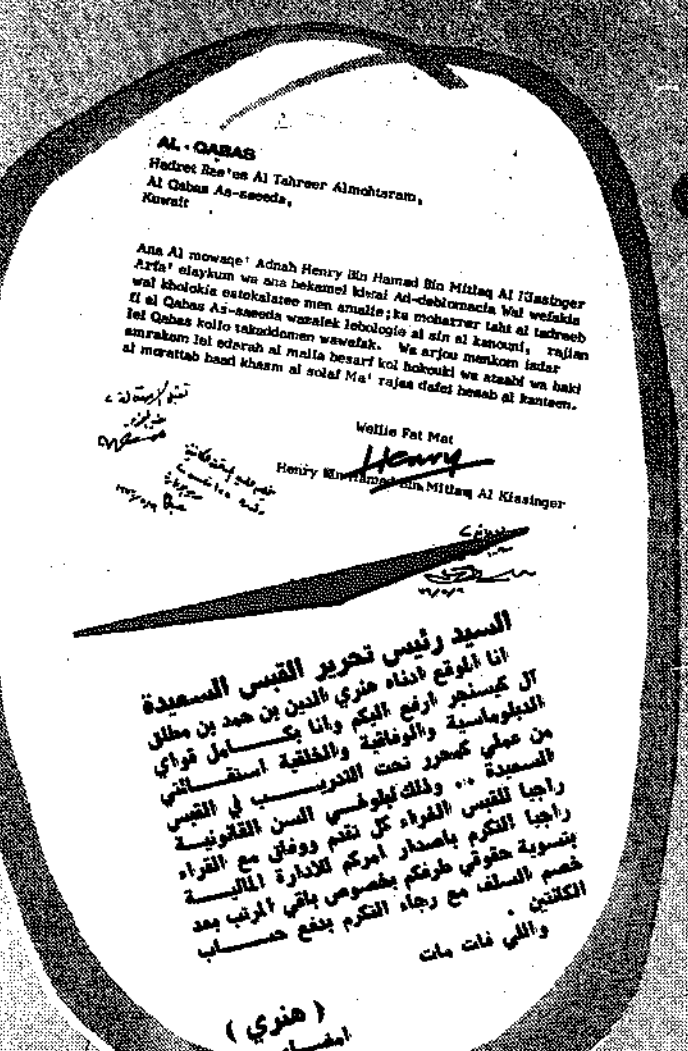 AL-QABAS
Hadret Rae'es Al Tahreer Almohtaram,
Al Qabas As-saeeda,
Kuwait
Ana Al mowaqe' Adnah Henry Bin Hamad Bin Mitlaq Al Kissinger
Arfa' elaykum wa ana bekamel kiwai Ad-deblomacia Wal wefakia
wal kholokia estekalatee men amalie; ka moharrer taht al tadreeb
fi al Qabas As-saeeda wazalek lebologie al sin al kanouni, rajian
lel Qabas kollo takaddomen wawefak. Wa arjou menkom isdar
amrakum lel edarah al malia besarf kol hokouki wa ataabi wa baki
al morattab baad khasm al solaf Ma' rajaa dafei hesab al kanteen.
Wellie Fat Mat
Henry
Henry Bin Hamad Bin Mitlaq Al Kissinger
السيد رئيس تحرير القبس السعيدة
انا الموقع ادناه هنري الدين بن حمد بن مطلق
آل كيسنجر ارفع اليكم وانا بكامل قواي
الدبلوماسية والوفاقية والخلقية استقالتي
من عملي كمحرر تحت التدريب في القبس
السعيدة .. وذلك لبلوغي السن القانونية
راجيا للقبس الغراء كل تقدم ووفاق مع القراء
راجيا التكرم باصدار امركم للادارة المالية
بتسوية حقوقي طرفكم بخصوص باقي المرتب بعد
خصم السلف مع رجاء التكرم بدفع حساب
الكانتين .
واللي فات مات
( هنري )
امضاء